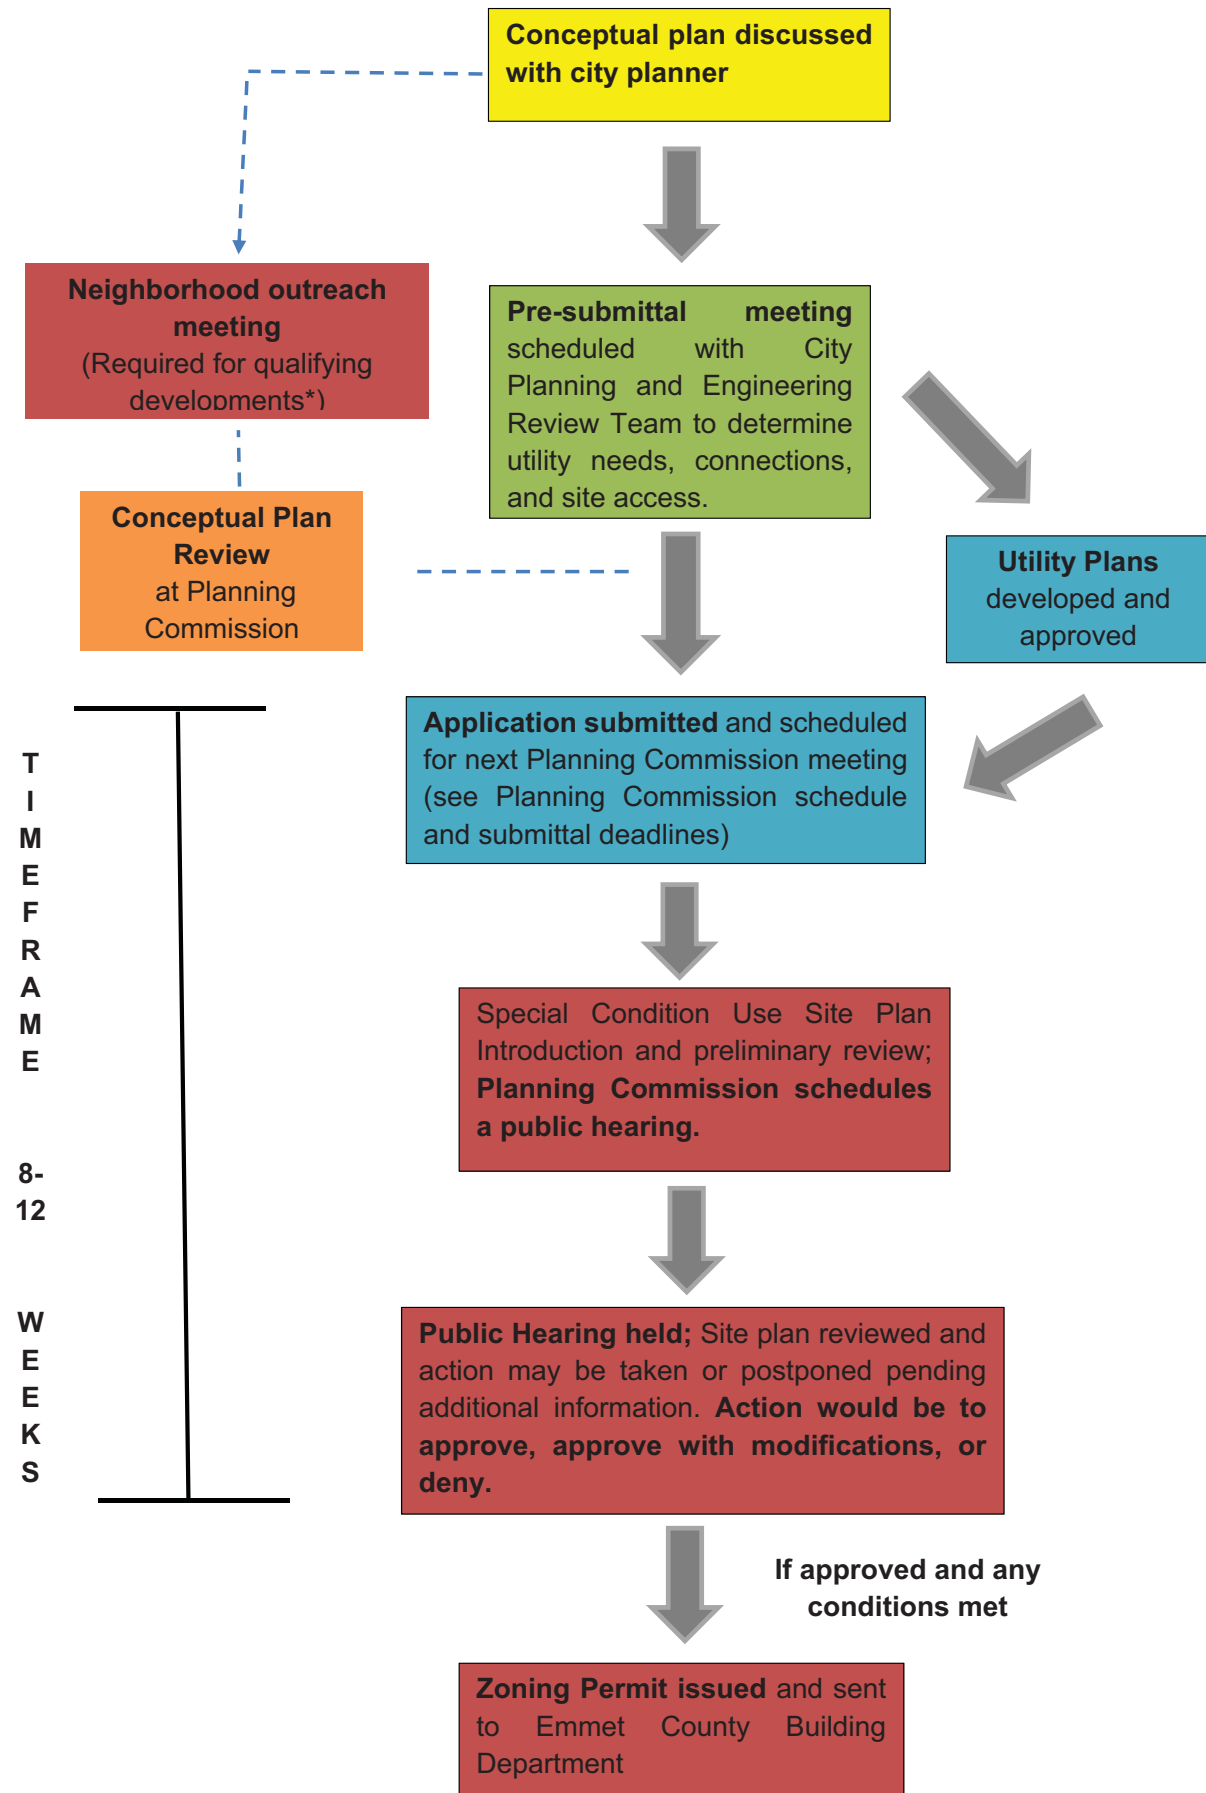 Conceptual plan discussed
with city planner
Neighborhood outreach
meeting
(Required for qualifying
developments*)
Pre-submittal meeting
scheduled with City
Planning and Engineering
Review Team to determine
utility needs, connections,
and site access.
Conceptual Plan
Review
at Planning
Commission
Utility Plans
developed and
approved
Application submitted and scheduled
for next Planning Commission meeting
(see Planning Commission schedule
and submittal deadlines)
T
I
M
E
F
R
A
M
E
8-
12
W
E
E
K
S
Special Condition Use Site Plan
Introduction and preliminary review;
Planning Commission schedules
a public hearing.
Public Hearing held; Site plan reviewed and
action may be taken or postponed pending
additional information. Action would be to
approve, approve with modifications, or
deny.
If approved and any
conditions met
Zoning Permit issued and sent
to Emmet County Building
Department